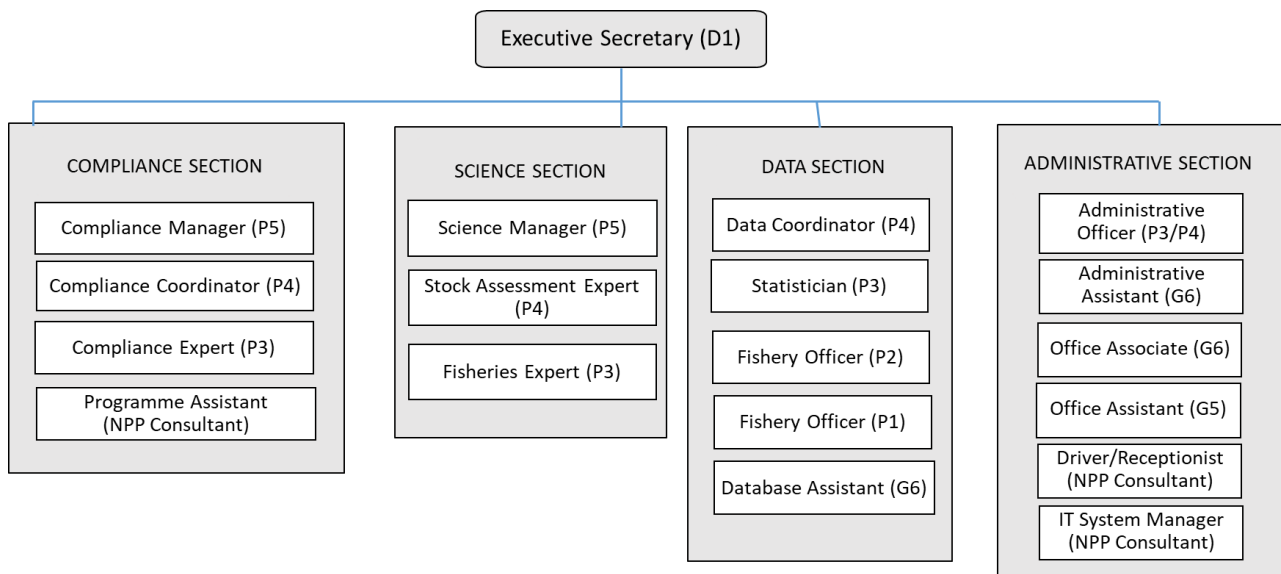 Executive Secretary (D1)
COMPLIANCE SECTION
Compliance Manager (P5)
Compliance Coordinator (P4)
Compliance Expert (P3)
Programme Assistant
(NPP Consultant)
SCIENCE SECTION
Science Manager (P5)
Stock Assessment Expert
(P4)
Fisheries Expert (P3)
DATA SECTION
Data Coordinator (P4)
Statistician (P3)
Fishery Officer (P2)
Fishery Officer (P1)
Database Assistant (G6)
ADMINISTRATIVE SECTION
Administrative
Officer (P3/P4)
Administrative
Assistant (G6)
Office Associate (G6)
Office Assistant (G5)
Driver/Receptionist
(NPP Consultant)
IT System Manager
(NPP Consultant)